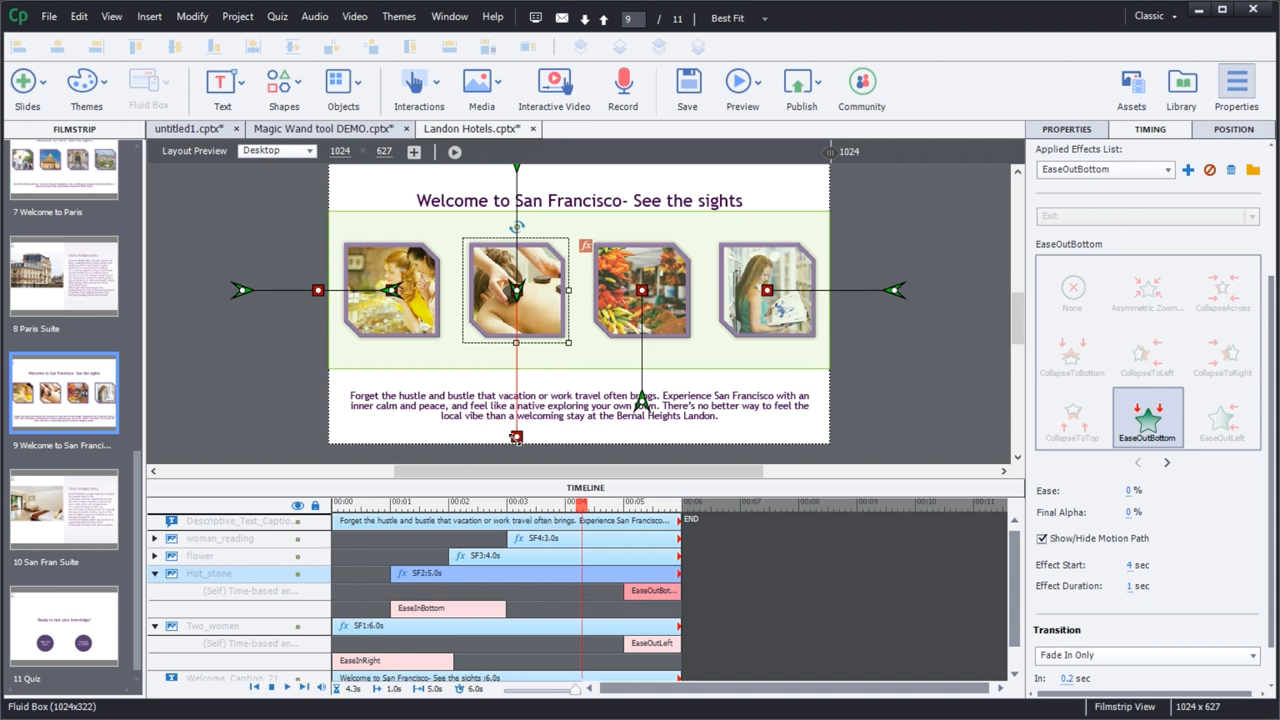 Cp File Edit View Insert Modify Project Quiz Audio Video Themes Window Help 9 / 11 Best Fit Classic
Slides Themes Fluid Box Text Shapes Objects Interactions Media Interactive Video Record Save Preview Publish Community Assets Library Properties
FILMSTRIP untitled1.cptx* × Magic Wand tool DEMO.cptx* × Landon Hotels.cptx* × PROPERTIES TIMING POSITION
Layout Preview Desktop 1024 × 627 1024
Applied Effects List:
EaseOutBottom
Exit
EaseOutBottom
None Asymmetric Zoom... CollapseAcross
CollapseToBottom CollapseToLeft CollapseToRight
CollapseToTop EaseOutBottom EaseOutLeft
Ease: 0 %
Final Alpha: 0 %
Show/Hide Motion Path
Effect Start: 4 sec
Effect Duration: 1 sec
Transition
Fade In Only
In: 0.2 sec
7 Welcome to Paris
8 Paris Suite
9 Welcome to San Franci...
10 San Fran Suite
Ready to test your knowledge?
11 Quiz
Welcome to San Francisco- See the sights
fx
Forget the hustle and bustle that vacation or work travel often brings. Experience San Francisco with an
inner calm and peace, and feel like a native exploring your own town. There's no better way to feel the
local vibe than a welcoming stay at the Bernal Heights Landon.
TIMELINE
00:00 00:01 00:02 00:03 00:04 00:05 00:06 00:07 00:08 00:09 00:10 00:11
Descriptive_Text_Captio... Forget the hustle and bustle that vacation or work travel often brings. Experience San Francisco... END
woman_reading fx SF4:3.0s
flower fx SF3:4.0s
Hot_stone fx SF2:5.0s
(Self) Time-based an... EaseOutBot...
EaseInBottom
Two_women fx SF1:6.0s
(Self) Time-based an... EaseOutLeft
EaseInRight
Welcome_Caption_21 Welcome to San Francisco- See the sights :6.0s
4.3s 1.0s 5.0s 6.0s
Fluid Box (1024x322) Filmstrip View 1024 x 627